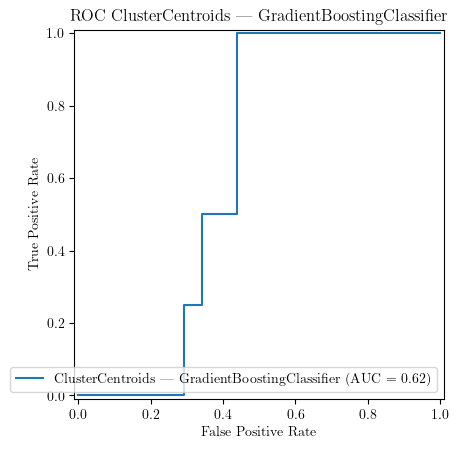 ROC ClusterCentroids — GradientBoostingClassifier
1.0
0.8
0.6
0.4
0.2
0.0
True Positive Rate
ClusterCentroids — GradientBoostingClassifier (AUC = 0.62)
0.0 0.2 0.4 0.6 0.8 1.0
False Positive Rate